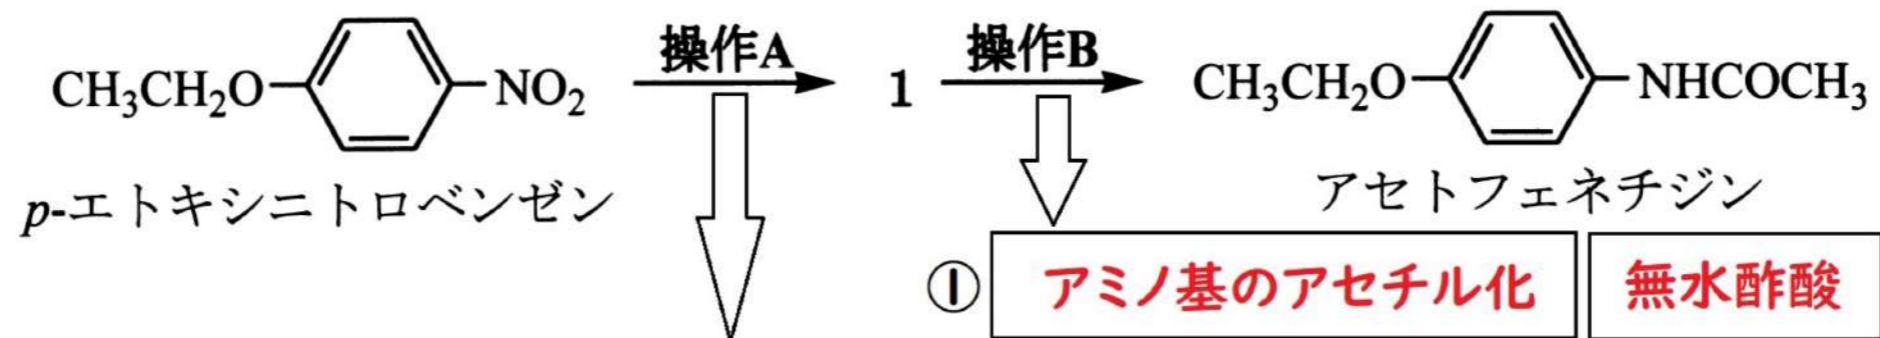 操作A 操作B
CH₃CH₂O NO₂ 1 CH₃CH₂O NHCOCH₃
p-エトキシニトロベンゼン アセトフェネチジン
① アミノ基のアセチル化 無水酢酸